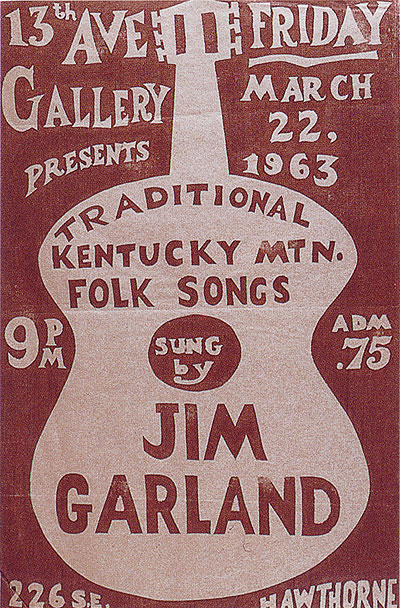 13th AVE
GALLERY
PRESENTS
FRIDAY
MARCH
22,
1963
TRADITIONAL
KENTUCKY MTN.
FOLK SONGS
9 PM
ADM
.75
SUNG
by
JIM
GARLAND
226 S.E. HAWTHORNE